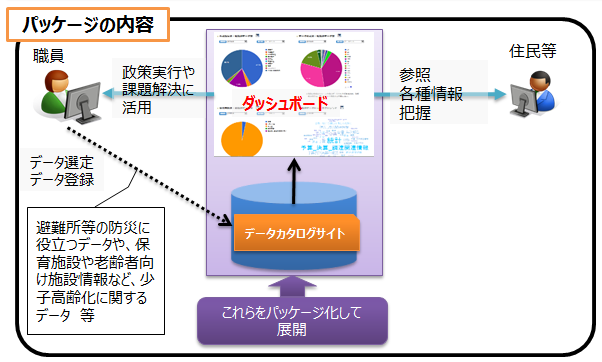 パッケージの内容
職員
政策実行や
課題解決に
活用
ダッシュボード
統計
参照
各種情報
把握
住民等
データ選定
データ登録
データカタログサイト
避難所等の防災に
役立つデータや、保
育施設や老齢者向
け施設情報など、少
子高齢化に関する
データ 等
これらをパッケージ化して
展開